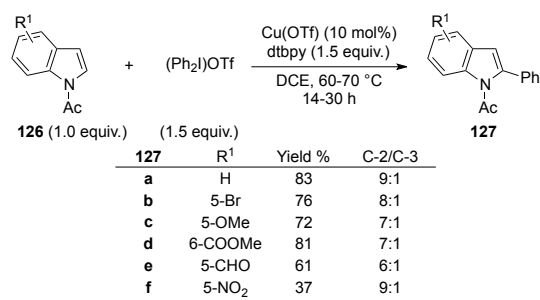 R1
N
Ac
126 (1.0 equiv.)
+
(Ph2I)OTf
(1.5 equiv.)
Cu(OTf) (10 mol%)
dtbpy (1.5 equiv.)
DCE, 60-70 °C
14-30 h
R1
N
Ph
Ac
127
127 R1 Yield % C-2/C-3
a H 83 9:1
b 5-Br 76 8:1
c 5-OMe 72 7:1
d 6-COOMe 81 7:1
e 5-CHO 61 6:1
f 5-NO2 37 9:1